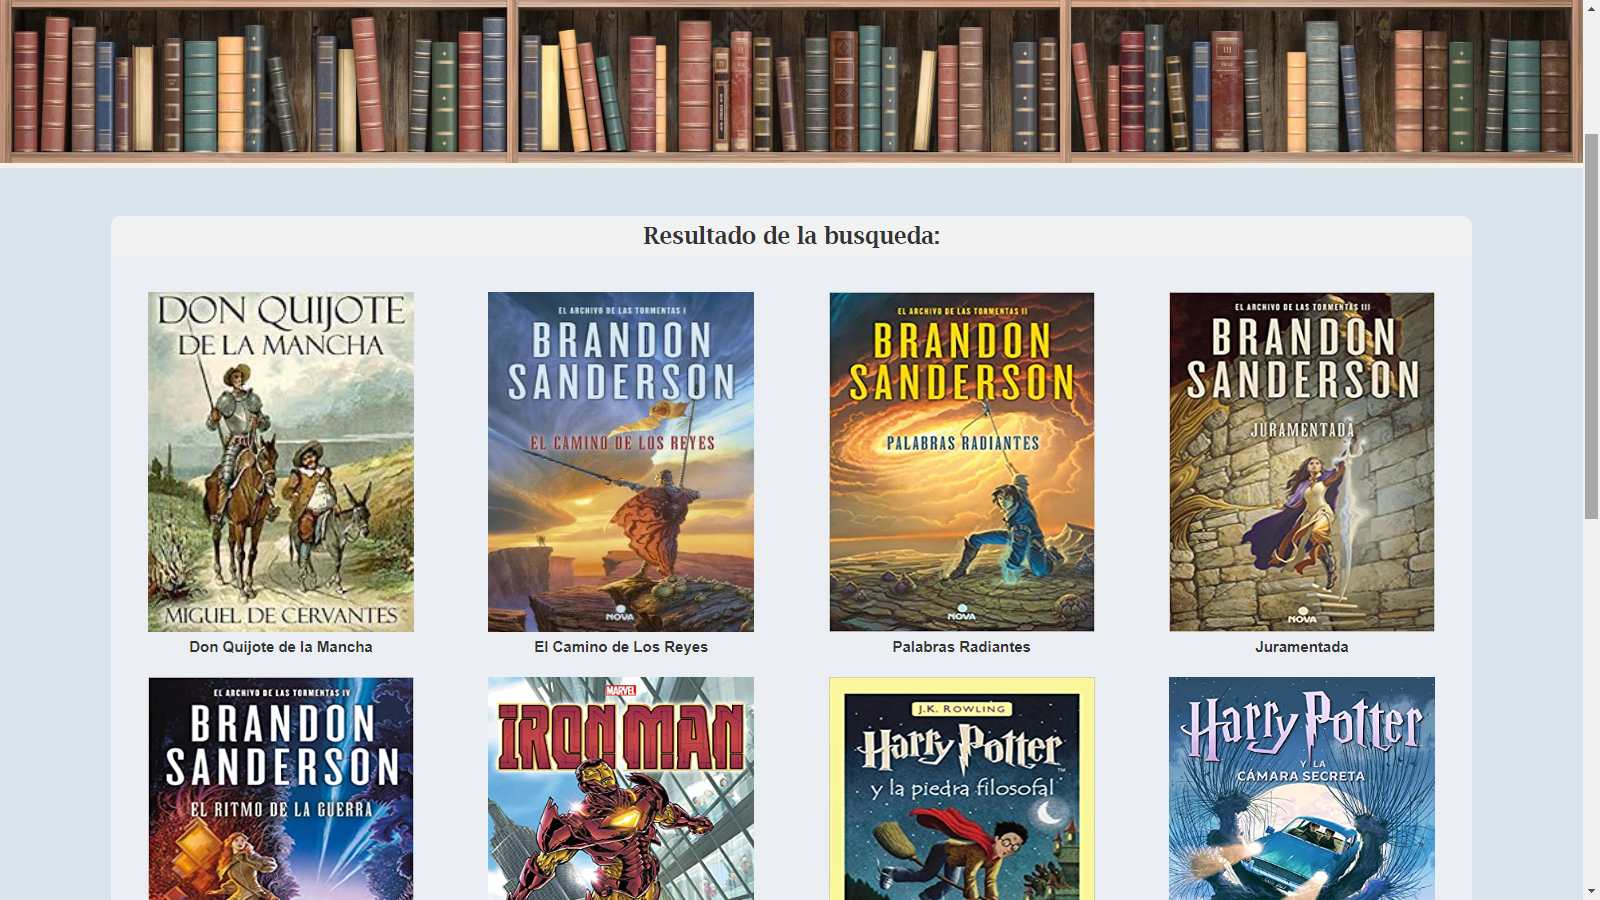 Resultado de la busqueda:
DON QUIJOTE
DE LA MANCHA
MIGUEL DE CERVANTES
Don Quijote de la Mancha
EL ARCHIVO DE LAS TORMENTAS I
BRANDON
SANDERSON
EL CAMINO DE LOS REYES
NOVA
El Camino de Los Reyes
EL ARCHIVO DE LAS TORMENTAS II
BRANDON
SANDERSON
PALABRAS RADIANTES
NOVA
Palabras Radiantes
EL ARCHIVO DE LAS TORMENTAS III
BRANDON
SANDERSON
JURAMENTADA
NOVA
Juramentada
EL ARCHIVO DE LAS TORMENTAS IV
BRANDON
SANDERSON
EL RITMO DE LA GUERRA
MARVEL
IRON MAN
J.K. ROWLING
Harry Potter
y la piedra filosofal
Harry Potter
Y LA
CÁMARA SECRETA